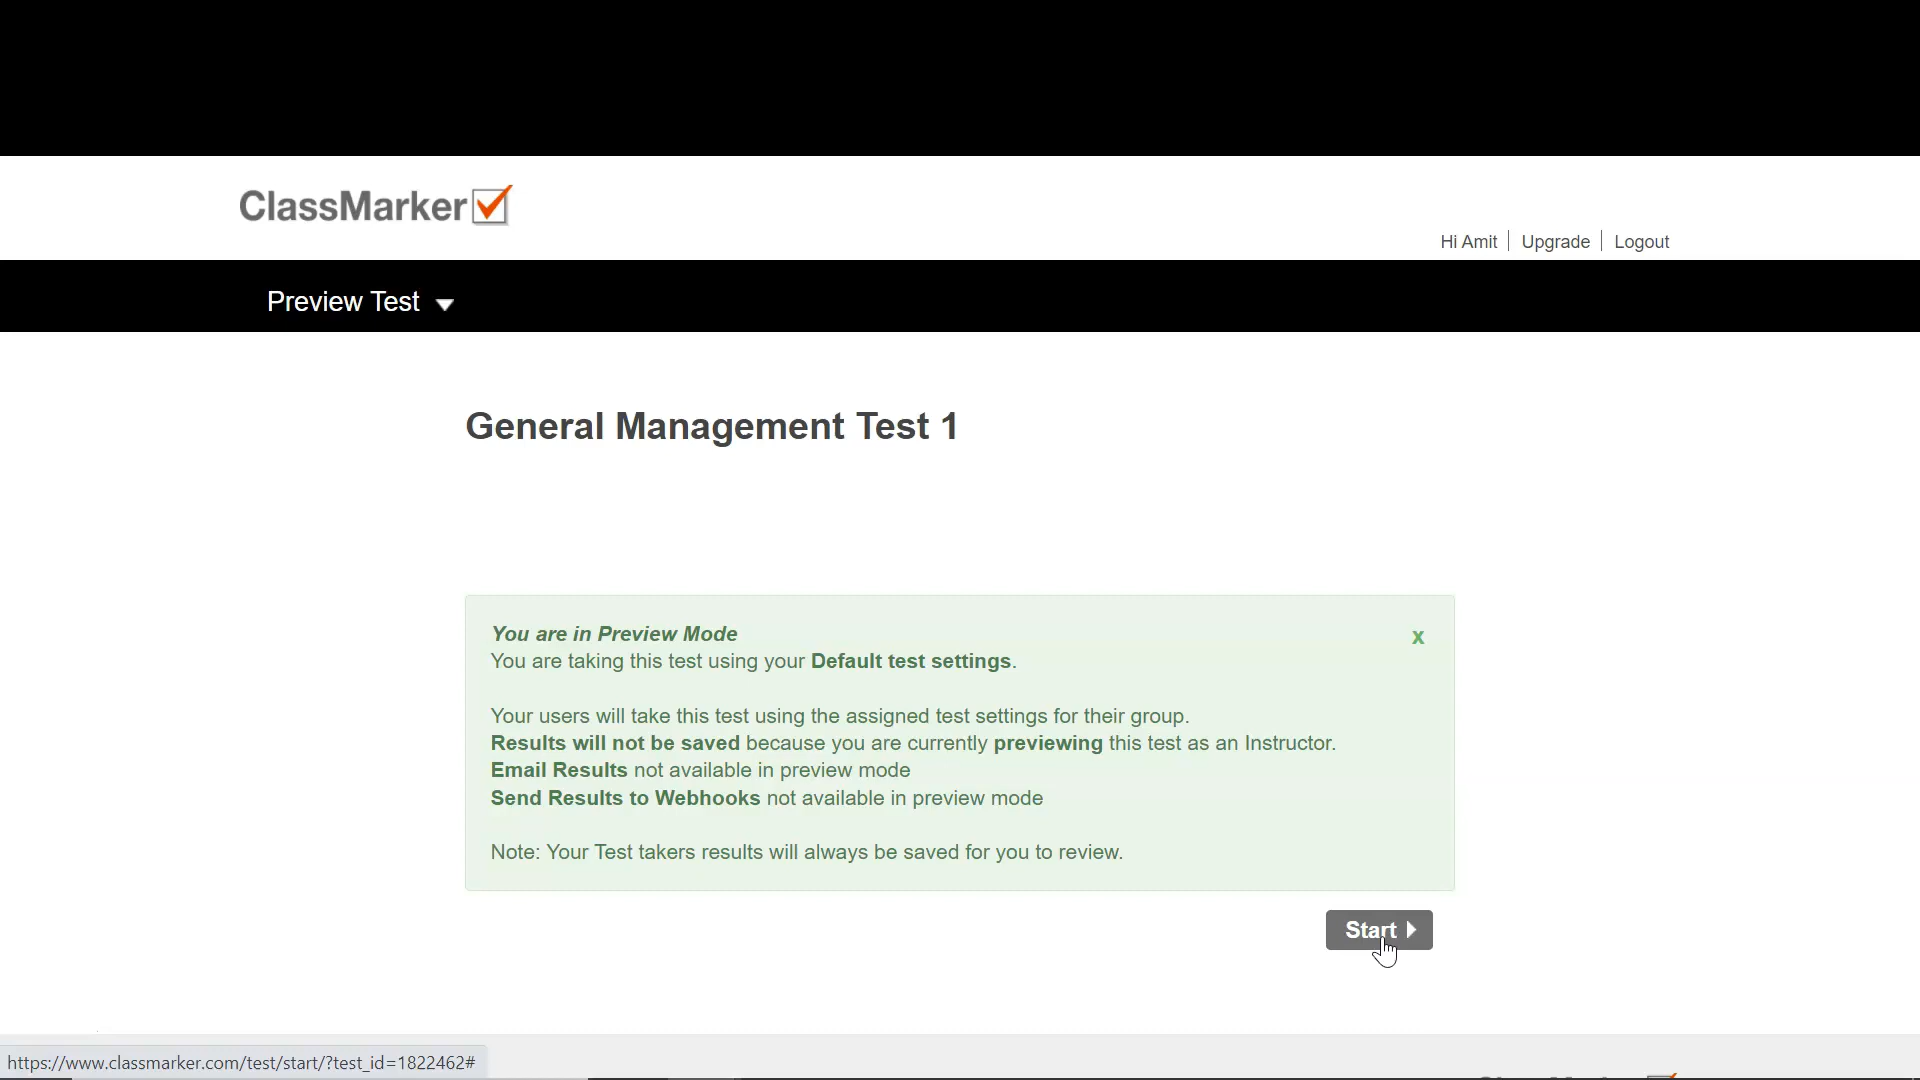 ClassMarker
Hi Amit
Upgrade
Logout
Preview Test
General Management Test 1
You are in Preview Mode
x
You are taking this test using your Default test settings.
Your users will take this test using the assigned test settings for their group.
Results will not be saved because you are currently previewing this test as an Instructor.
Email Results not available in preview mode
Send Results to Webhooks not available in preview mode
Note: Your Test takers results will always be saved for you to review.
Start
https://www.classmarker.com/test/start/?test_id=1822462#